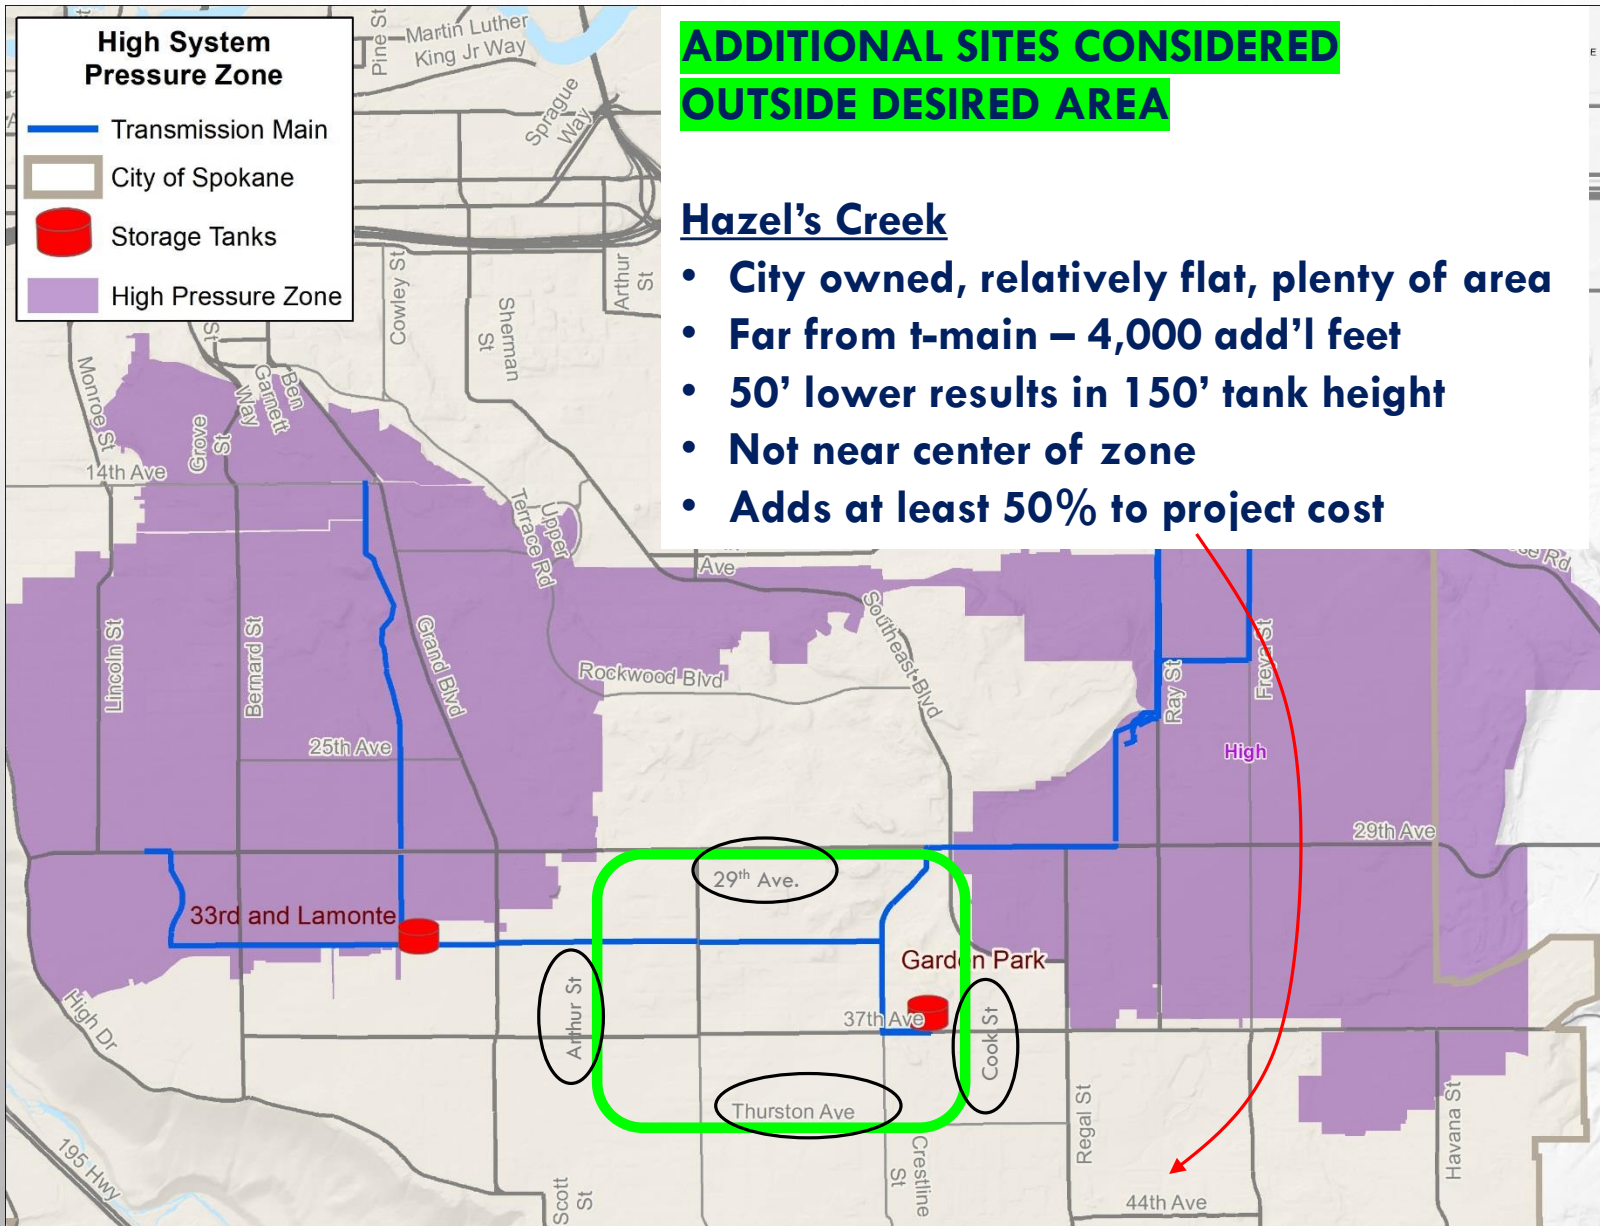 High System
Pressure Zone
Transmission Main
City of Spokane
Storage Tanks
High Pressure Zone
ADDITIONAL SITES CONSIDERED
OUTSIDE DESIRED AREA
Hazel’s Creek
• City owned, relatively flat, plenty of area
• Far from t-main – 4,000 add’l feet
• 50’ lower results in 150’ tank height
• Not near center of zone
• Adds at least 50% to project cost
Pine St
Martin Luther
King Jr Way
Sprague
Way
Cowley St
Sherman
St
Arthur
St
St
Monroe St
Grove
St
Garnett
Way
Ben
14th Ave
Upper
Terrace Rd
Ave
Southeast Blvd
Rockwood Blvd
Lincoln St
Bernard St
Grand Blvd
25th Ave
Ray St
Freya St
High
29th Ave
29th Ave.
33rd and Lamonte
Garden Park
37th Ave
Arthur St
Cook St
Thurston Ave
High Dr
195 Hwy
Scott
St
Crestline
St
Regal St
44th Ave
Havana St